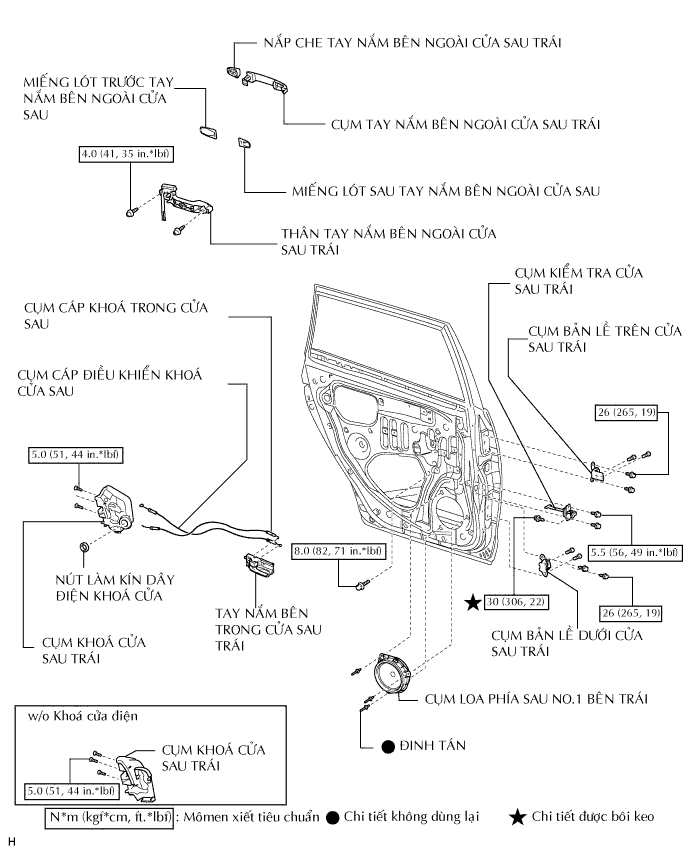 NẮP CHE TAY NẮM BÊN NGOÀI CỬA SAU TRÁI
MIẾNG LÓT TRƯỚC TAY
NẮM BÊN NGOÀI CỬA
SAU
CỤM TAY NẮM BÊN NGOÀI CỬA SAU TRÁI
4.0 (41, 35 in.*lbf)
MIẾNG LÓT SAU TAY NẮM BÊN NGOÀI CỬA SAU
THÂN TAY NẮM BÊN NGOÀI CỬA
SAU TRÁI
CỤM KIỂM TRA CỬA
SAU TRÁI
CỤM CÁP KHOÁ TRONG CỬA
SAU
CỤM BẢN LỀ TRÊN CỬA
SAU TRÁI
CỤM CÁP ĐIỀU KHIỂN KHOÁ
CỬA SAU
26 (265, 19)
5.0 (51, 44 in.*lbf)
8.0 (82, 71 in.*lbf)
5.5 (56, 49 in.*lbf)
NÚT LÀM KÍN DÂY
ĐIỆN KHOÁ CỬA
30 (306, 22)
26 (265, 19)
TAY NẮM BÊN
TRONG CỬA SAU
TRÁI
CỤM KHOÁ CỬA
SAU TRÁI
CỤM BẢN LỀ DƯỚI CỬA
SAU TRÁI
CỤM LOA PHÍA SAU NO.1 BÊN TRÁI
w/o Khoá cửa điện
CỤM KHOÁ CỬA
SAU TRÁI
ĐINH TÁN
5.0 (51, 44 in.*lbf)
N*m (kgf*cm, ft.*lbf) : Mômen xiết tiêu chuẩn ● Chi tiết không dùng lại ★ Chi tiết được bôi keo
H